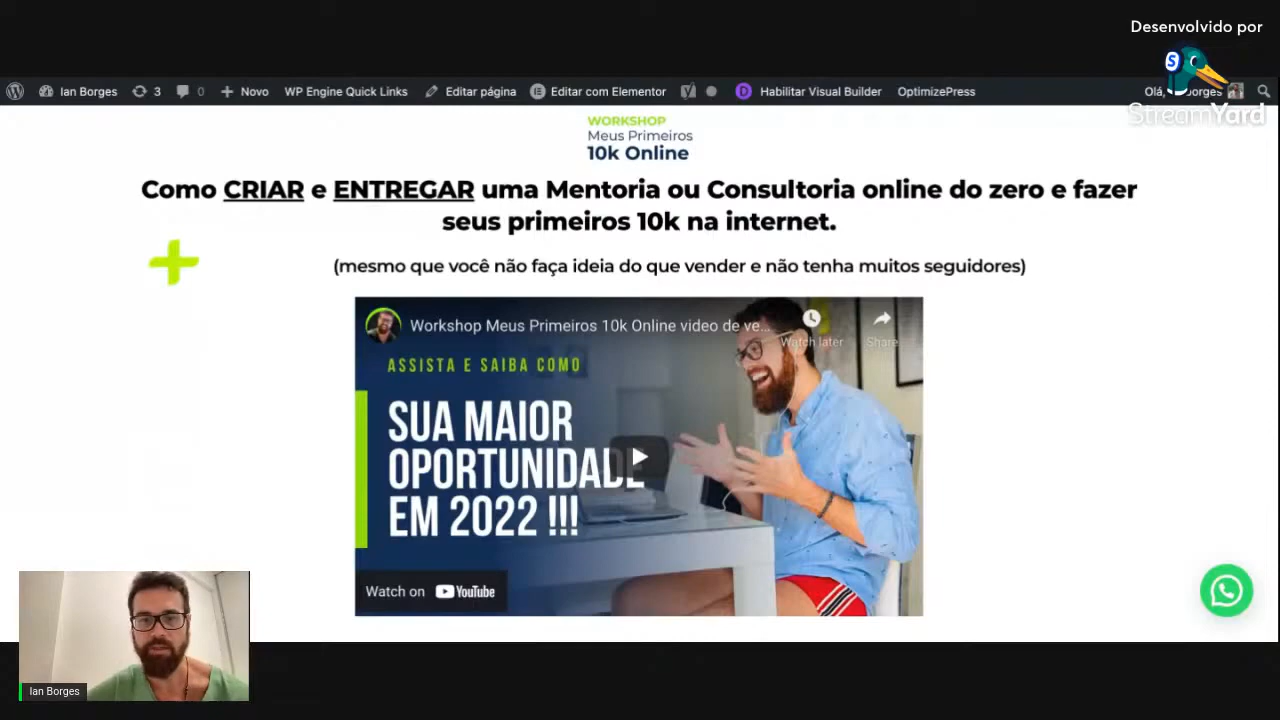 Desenvolvido por
StreamYard
Ian Borges 3 0 Novo WP Engine Quick Links Editar página Editar com Elementor Habilitar Visual Builder OptimizePress Olá, Borges
WORKSHOP
Meus Primeiros
10k Online
Como CRIAR e ENTREGAR uma Mentoria ou Consultoria online do zero e fazer
seus primeiros 10k na internet.
(mesmo que você não faça ideia do que vender e não tenha muitos seguidores)
Workshop Meus Primeiros 10k Online video de ve...
Watch later
Share
ASSISTA E SAIBA COMO
SUA MAIOR
OPORTUNIDADE
EM 2022 !!!
Watch on YouTube
Ian Borges